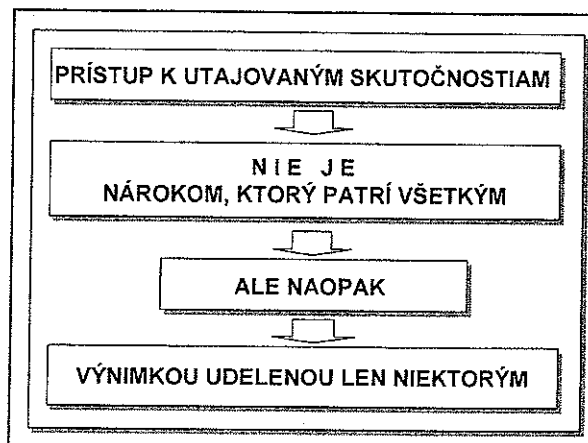 PRÍSTUP K UTAJOVANÝM SKUTOČNOSTIAM
N I E   J E
NÁROKOM, KTORÝ PATRÍ VŠETKÝM
ALE NAOPAK
VÝNIMKOU UDELENOU LEN NIEKTORÝM